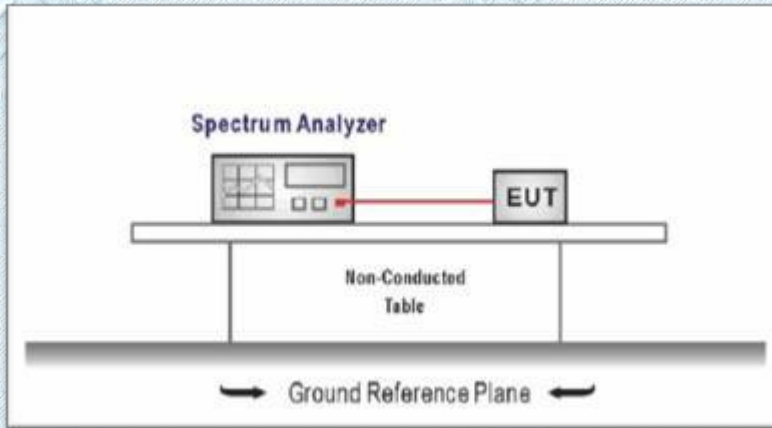 Spectrum Analyzer
EUT
Non-Conducted
Table
Ground Reference Plane